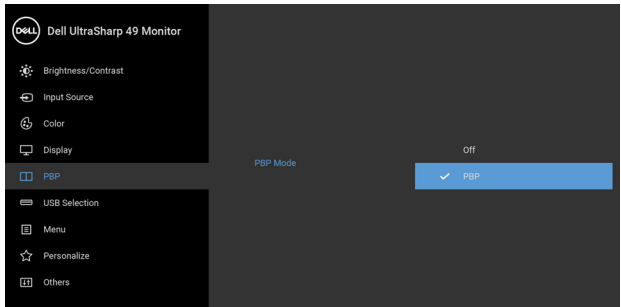 DELL Dell UltraSharp 49 Monitor
Brightness/Contrast
Input Source
Color
Display
PBP
USB Selection
Menu
Personalize
Others
PBP Mode
Off
PBP